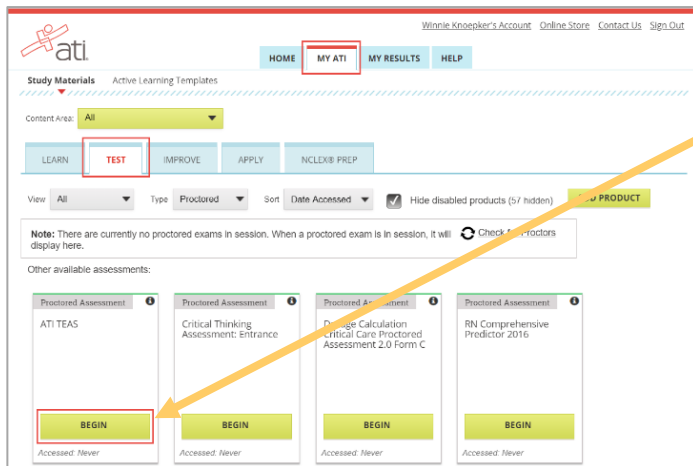 Winnie Knoepker's Account Online Store Contact Us Sign Out
ati
HOME MY ATI MY RESULTS HELP
Study Materials Active Learning Templates
Content Area: All
LEARN TEST IMPROVE APPLY NCLEX® PREP
View All Type Proctored Sort Date Accessed Hide disabled products (57 hidden) PRODUCT
Note: There are currently no proctored exams in session. When a proctored exam is in session, it will Check Proctors
display here.
Other available assessments:
Proctored Assessment Proctored Assessment Proctored Assessment Proctored Assessment
ATI TEAS Critical Thinking Calculation RN Comprehensive
Assessment: Entrance Critical Care Proctored Predictor 2016
Assessment 2.0 Form C
BEGIN BEGIN BEGIN BEGIN
Accessed: Never Accessed: Never Accessed: Never Accessed: Never